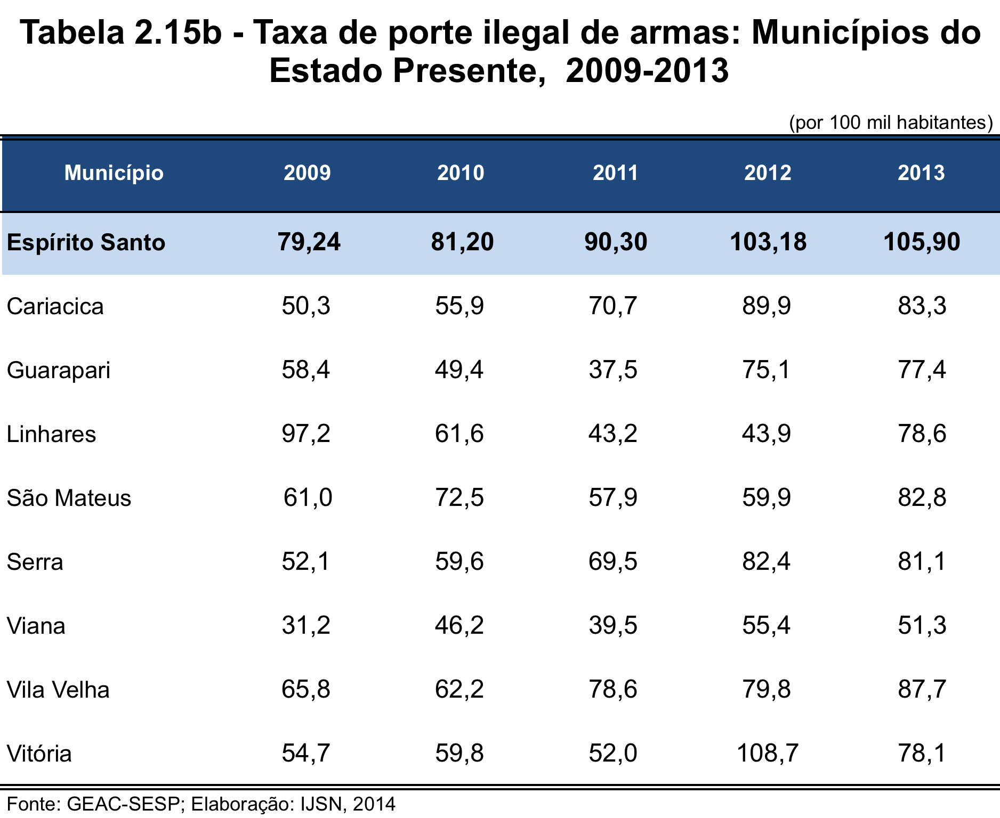 Tabela 2.15b - Taxa de porte ilegal de armas: Municípios do
Estado Presente, 2009-2013
(por 100 mil habitantes)
Município 2009 2010 2011 2012 2013
Espírito Santo 79,24 81,20 90,30 103,18 105,90
Cariacica 50,3 55,9 70,7 89,9 83,3
Guarapari 58,4 49,4 37,5 75,1 77,4
Linhares 97,2 61,6 43,2 43,9 78,6
São Mateus 61,0 72,5 57,9 59,9 82,8
Serra 52,1 59,6 69,5 82,4 81,1
Viana 31,2 46,2 39,5 55,4 51,3
Vila Velha 65,8 62,2 78,6 79,8 87,7
Vitória 54,7 59,8 52,0 108,7 78,1
Fonte: GEAC-SESP; Elaboração: IJSN, 2014